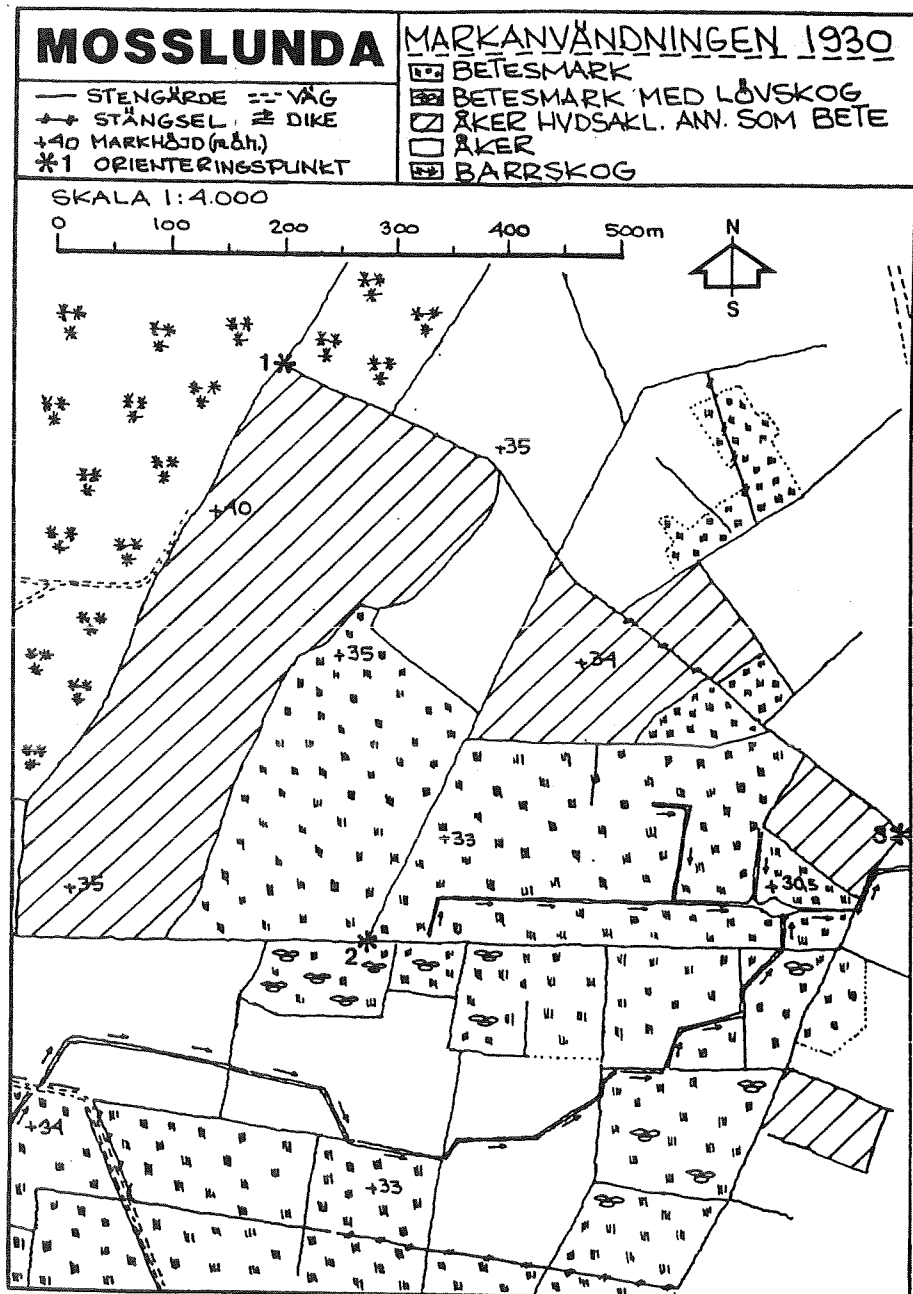 MOSSLUNDA
STENGÄRDE VÄG
STÄNGSEL DIKE
+40 MARKHÖJD (m.ö.h.)
1 ORIENTERINGSPUNKT
MARKANVÄNDNINGEN 1930
BETESMARK
BETESMARK MED LÖVSKOG
ÅKER HVDSAKL. ANV. SOM BETE
ÅKER
BARRSKOG
SKALA 1:4.000
0 100 200 300 400 500m
N
S
1
+35
+40
+35
+34
+33
3
+35
+30,5
2
+34
+33